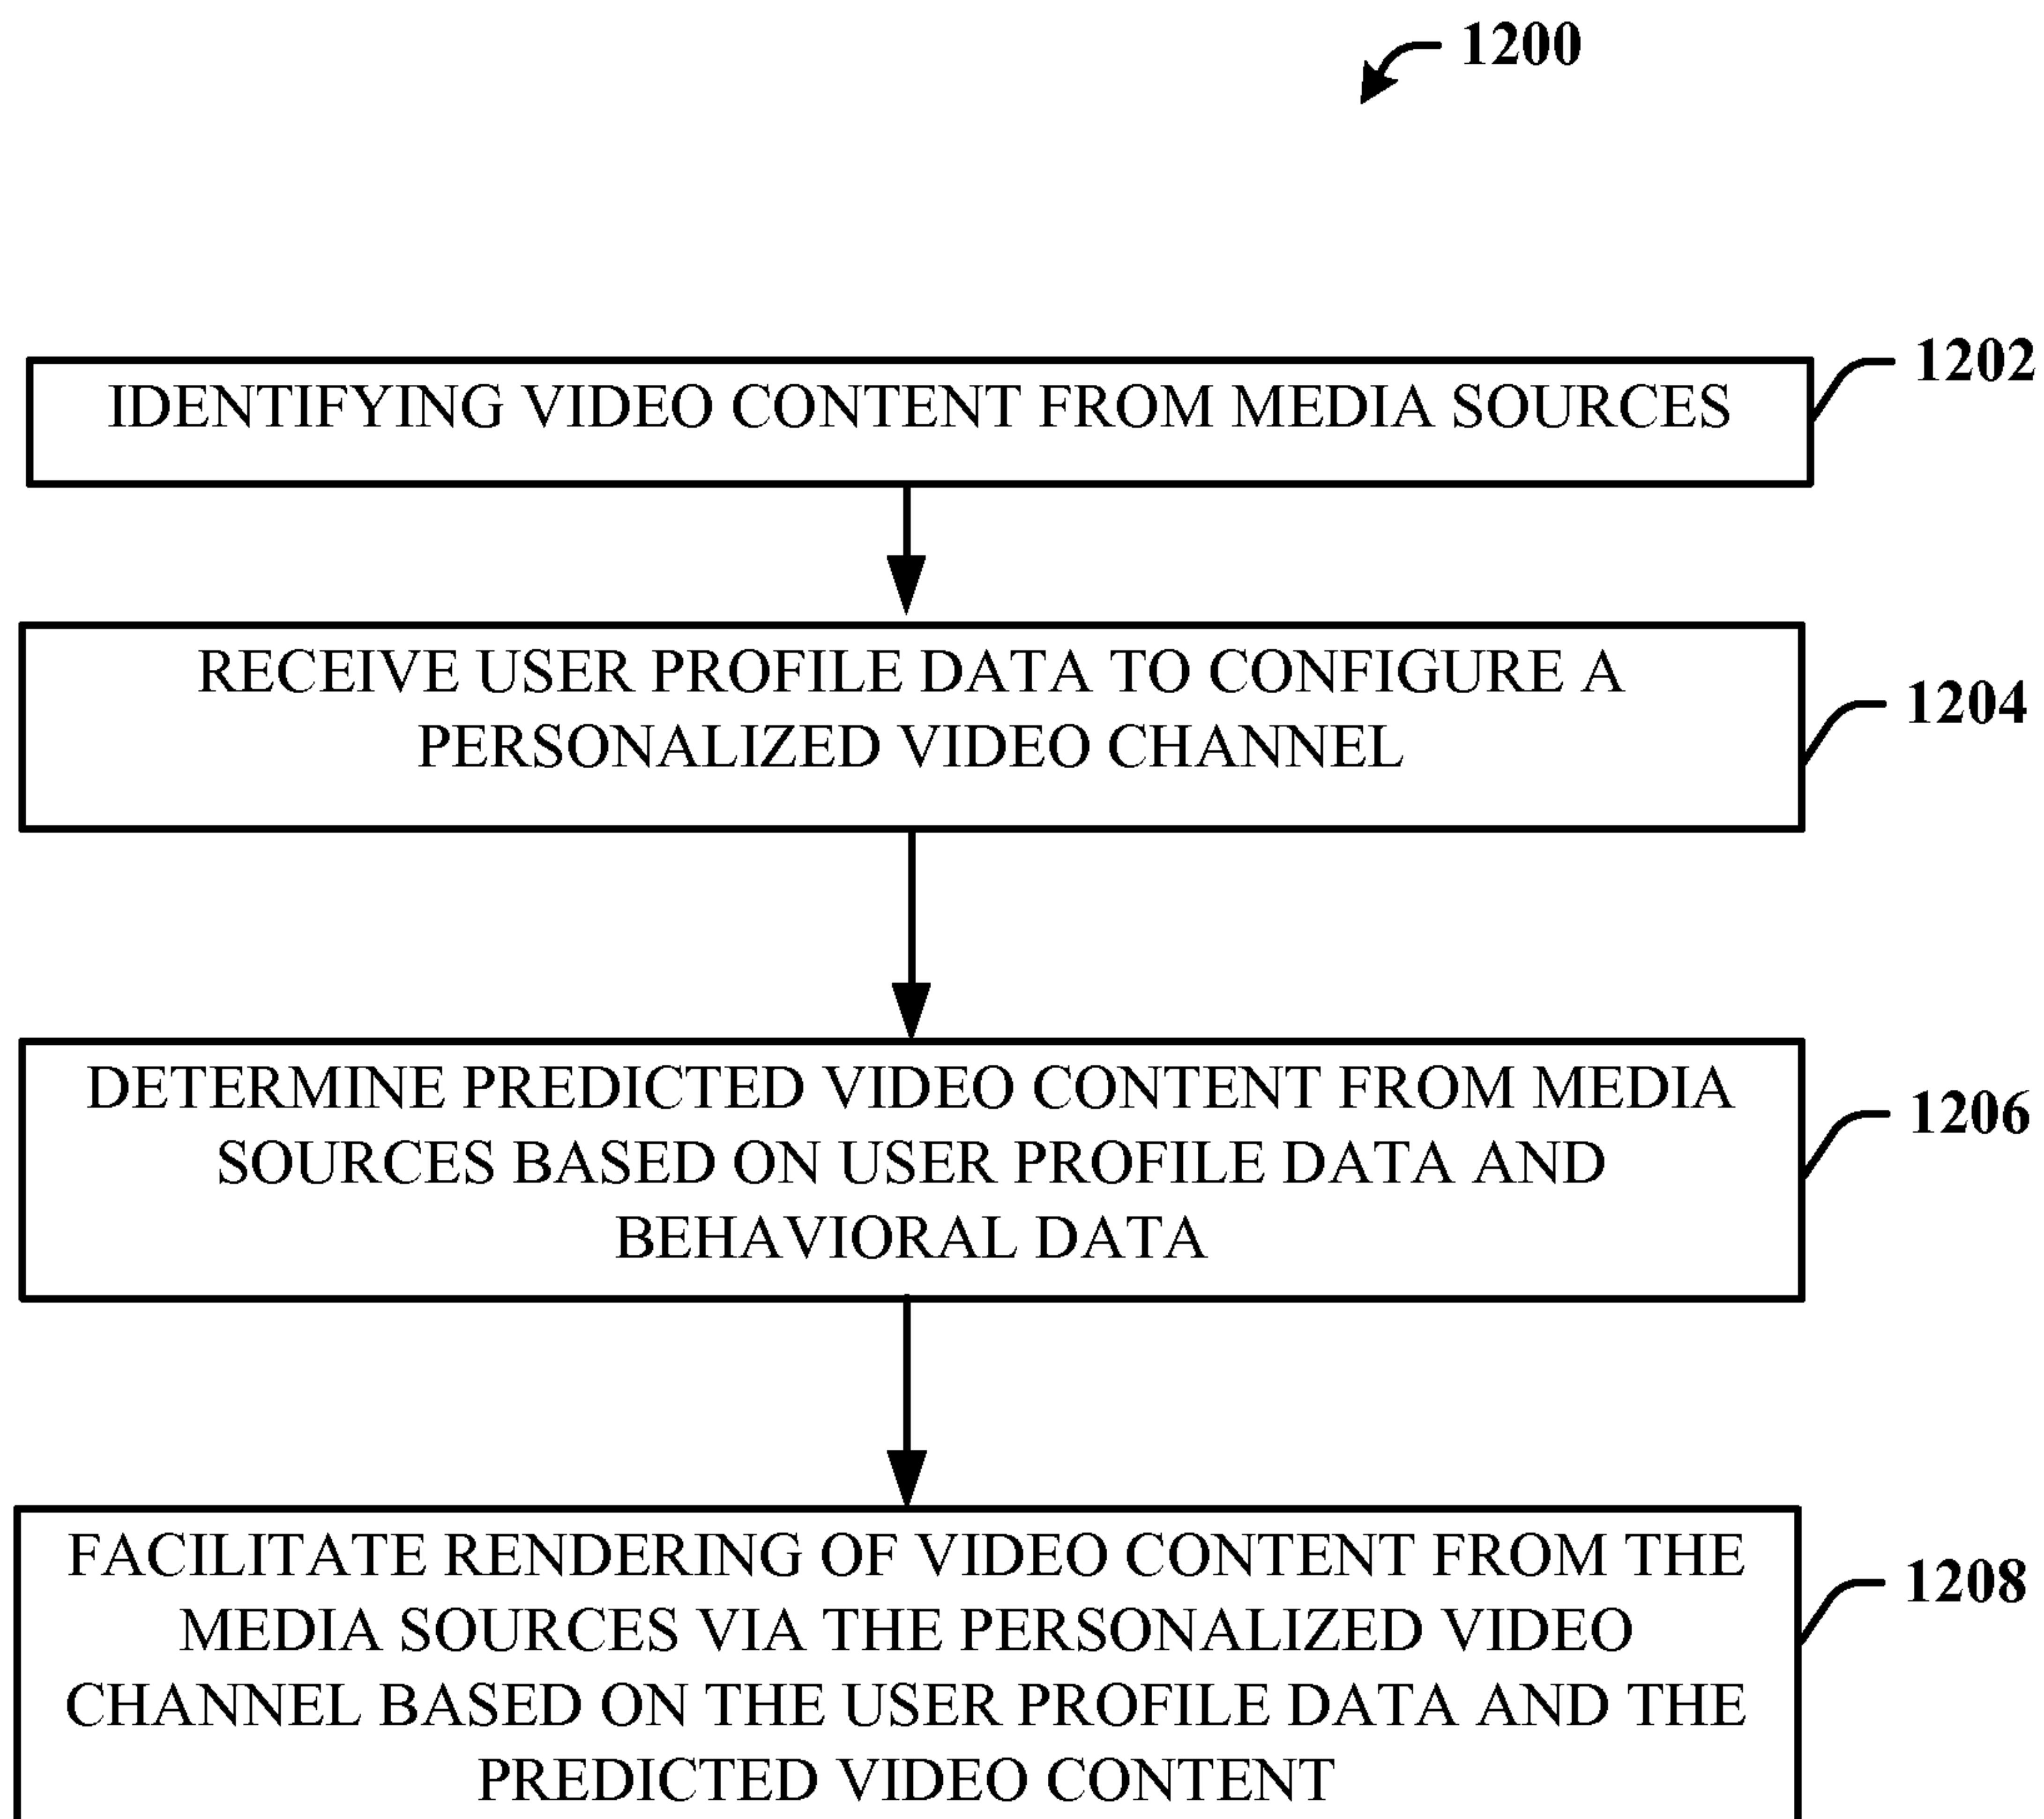 1200
IDENTIFYING VIDEO CONTENT FROM MEDIA SOURCES
1202
RECEIVE USER PROFILE DATA TO CONFIGURE A
PERSONALIZED VIDEO CHANNEL
1204
DETERMINE PREDICTED VIDEO CONTENT FROM MEDIA
SOURCES BASED ON USER PROFILE DATA AND
BEHAVIORAL DATA
1206
FACILITATE RENDERING OF VIDEO CONTENT FROM THE
MEDIA SOURCES VIA THE PERSONALIZED VIDEO
CHANNEL BASED ON THE USER PROFILE DATA AND THE
PREDICTED VIDEO CONTENT
1208